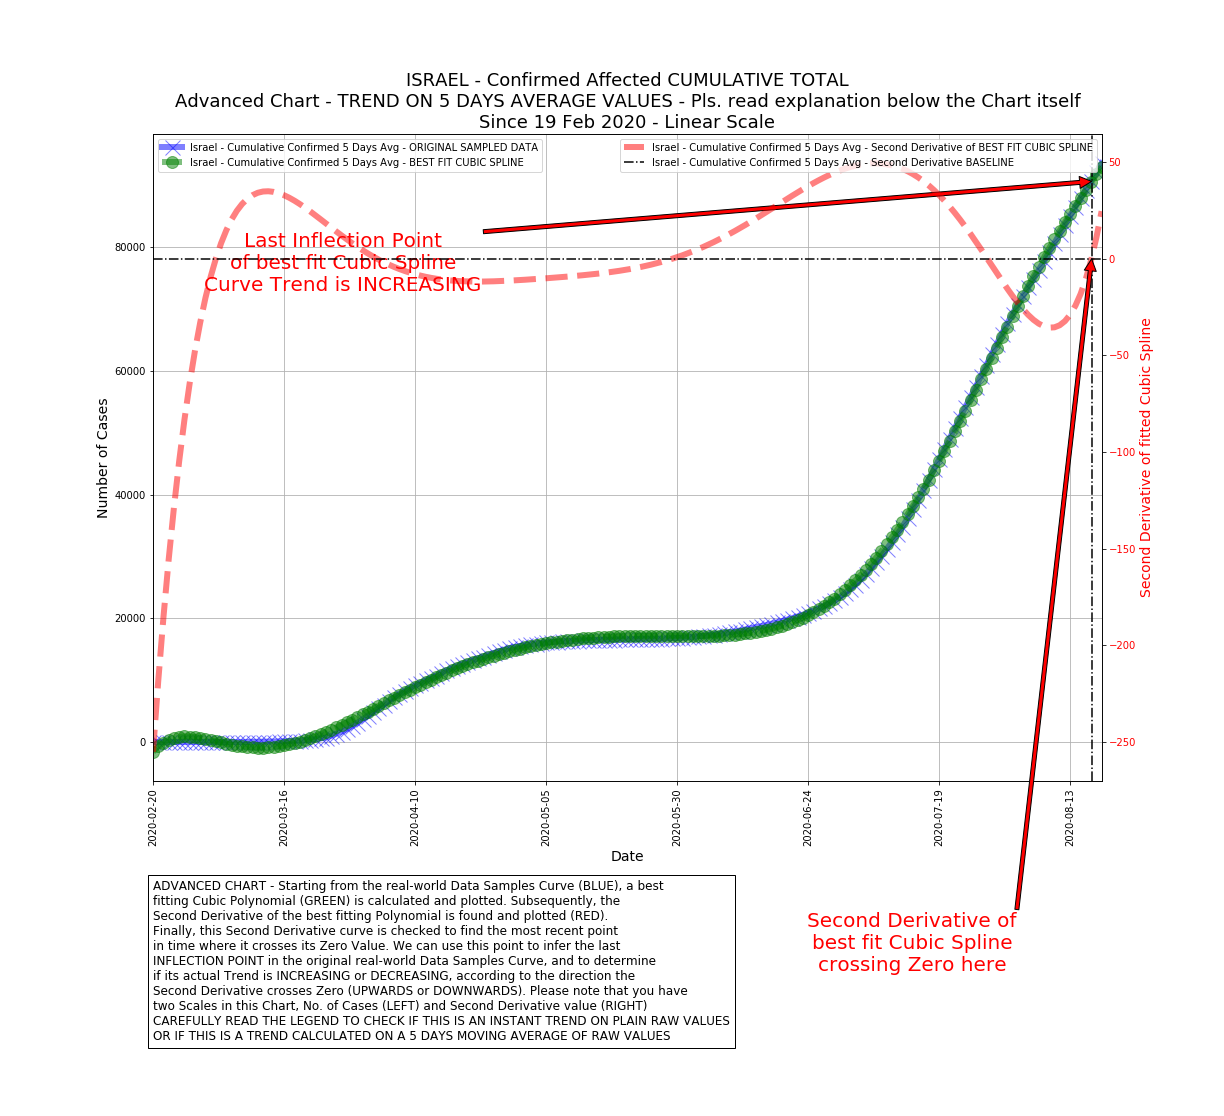 ISRAEL - Confirmed Affected CUMULATIVE TOTAL
Advanced Chart - TREND ON 5 DAYS AVERAGE VALUES - Pls. read explanation below the Chart itself
Since 19 Feb 2020 - Linear Scale
Israel - Cumulative Confirmed 5 Days Avg - ORIGINAL SAMPLED DATA
Israel - Cumulative Confirmed 5 Days Avg - BEST FIT CUBIC SPLINE
Israel - Cumulative Confirmed 5 Days Avg - Second Derivative of BEST FIT CUBIC SPLINE
Israel - Cumulative Confirmed 5 Days Avg - Second Derivative BASELINE
Last Inflection Point
of best fit Cubic Spline
Curve Trend is INCREASING
Number of Cases
80000
60000
40000
20000
0
50
0
−50
−100
−150
−200
−250
Second Derivative of fitted Cubic Spline
2020-02-20
2020-03-16
2020-04-10
2020-05-05
2020-05-30
2020-06-24
2020-07-19
2020-08-13
Date
ADVANCED CHART - Starting from the real-world Data Samples Curve (BLUE), a best
fitting Cubic Polynomial (GREEN) is calculated and plotted. Subsequently, the
Second Derivative of the best fitting Polynomial is found and plotted (RED).
Finally, this Second Derivative curve is checked to find the most recent point
in time where it crosses its Zero Value. We can use this point to infer the last
INFLECTION POINT in the original real-world Data Samples Curve, and to determine
if its actual Trend is INCREASING or DECREASING, according to the direction the
Second Derivative crosses Zero (UPWARDS or DOWNWARDS). Please note that you have
two Scales in this Chart, No. of Cases (LEFT) and Second Derivative value (RIGHT)
CAREFULLY READ THE LEGEND TO CHECK IF THIS IS AN INSTANT TREND ON PLAIN RAW VALUES
OR IF THIS IS A TREND CALCULATED ON A 5 DAYS MOVING AVERAGE OF RAW VALUES
Second Derivative of
best fit Cubic Spline
crossing Zero here